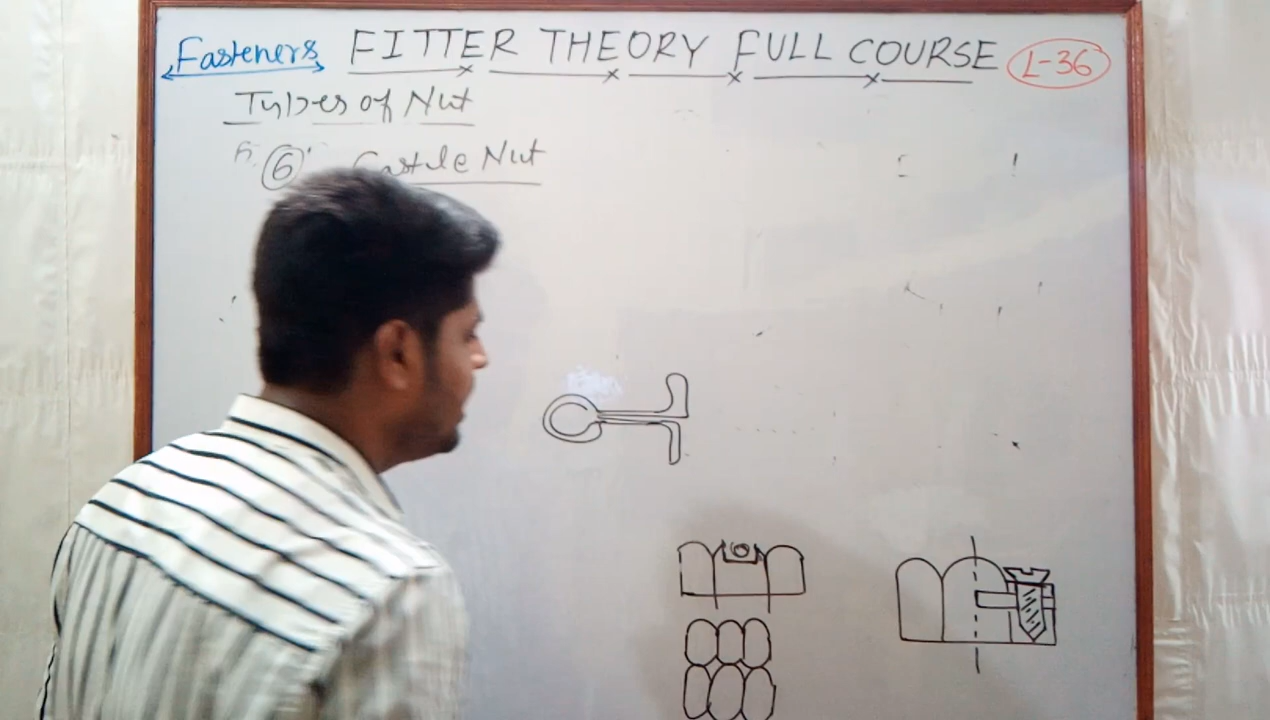 Fasteners FITTER THEORY FULL COURSE L-36
Types of Nut
6 Castle Nut